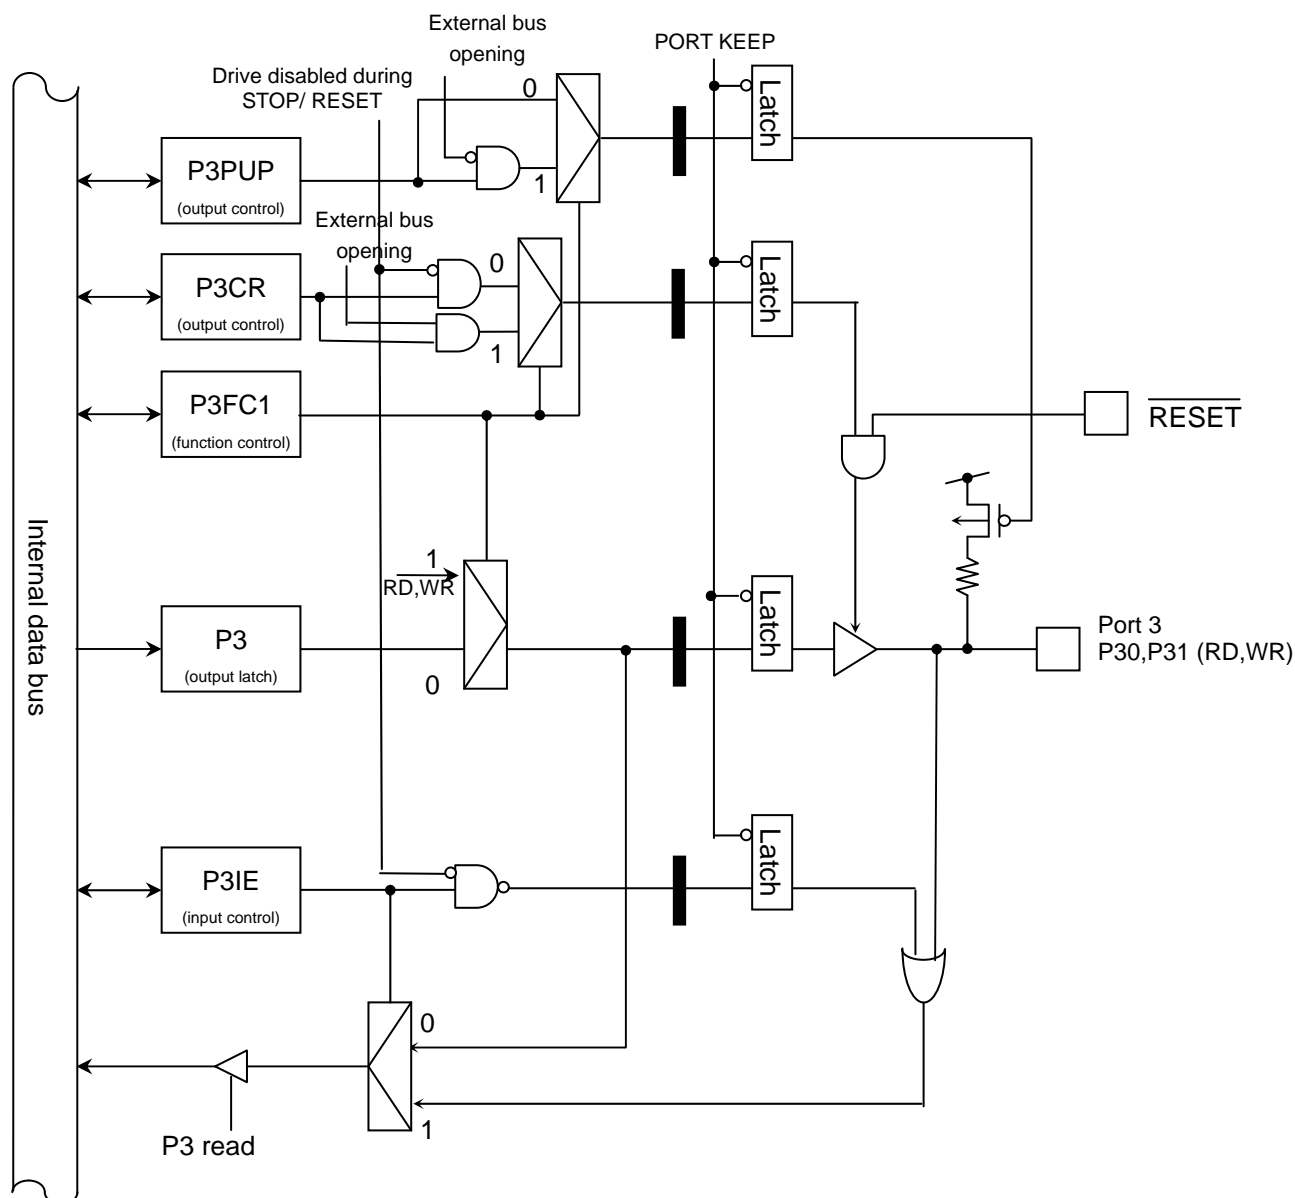 External bus
opening
PORT KEEP
Drive disabled during
STOP/ RESET
0
Latch
P3PUP
(output control)
1
External bus
opening
P3CR
(output control)
0
Latch
1
P3FC1
(function control)
RESET
Internal data bus
1
RD,WR
P3
(output latch)
0
Latch
Port 3
P30,P31 (RD,WR)
P3IE
(input control)
Latch
0
1
P3 read